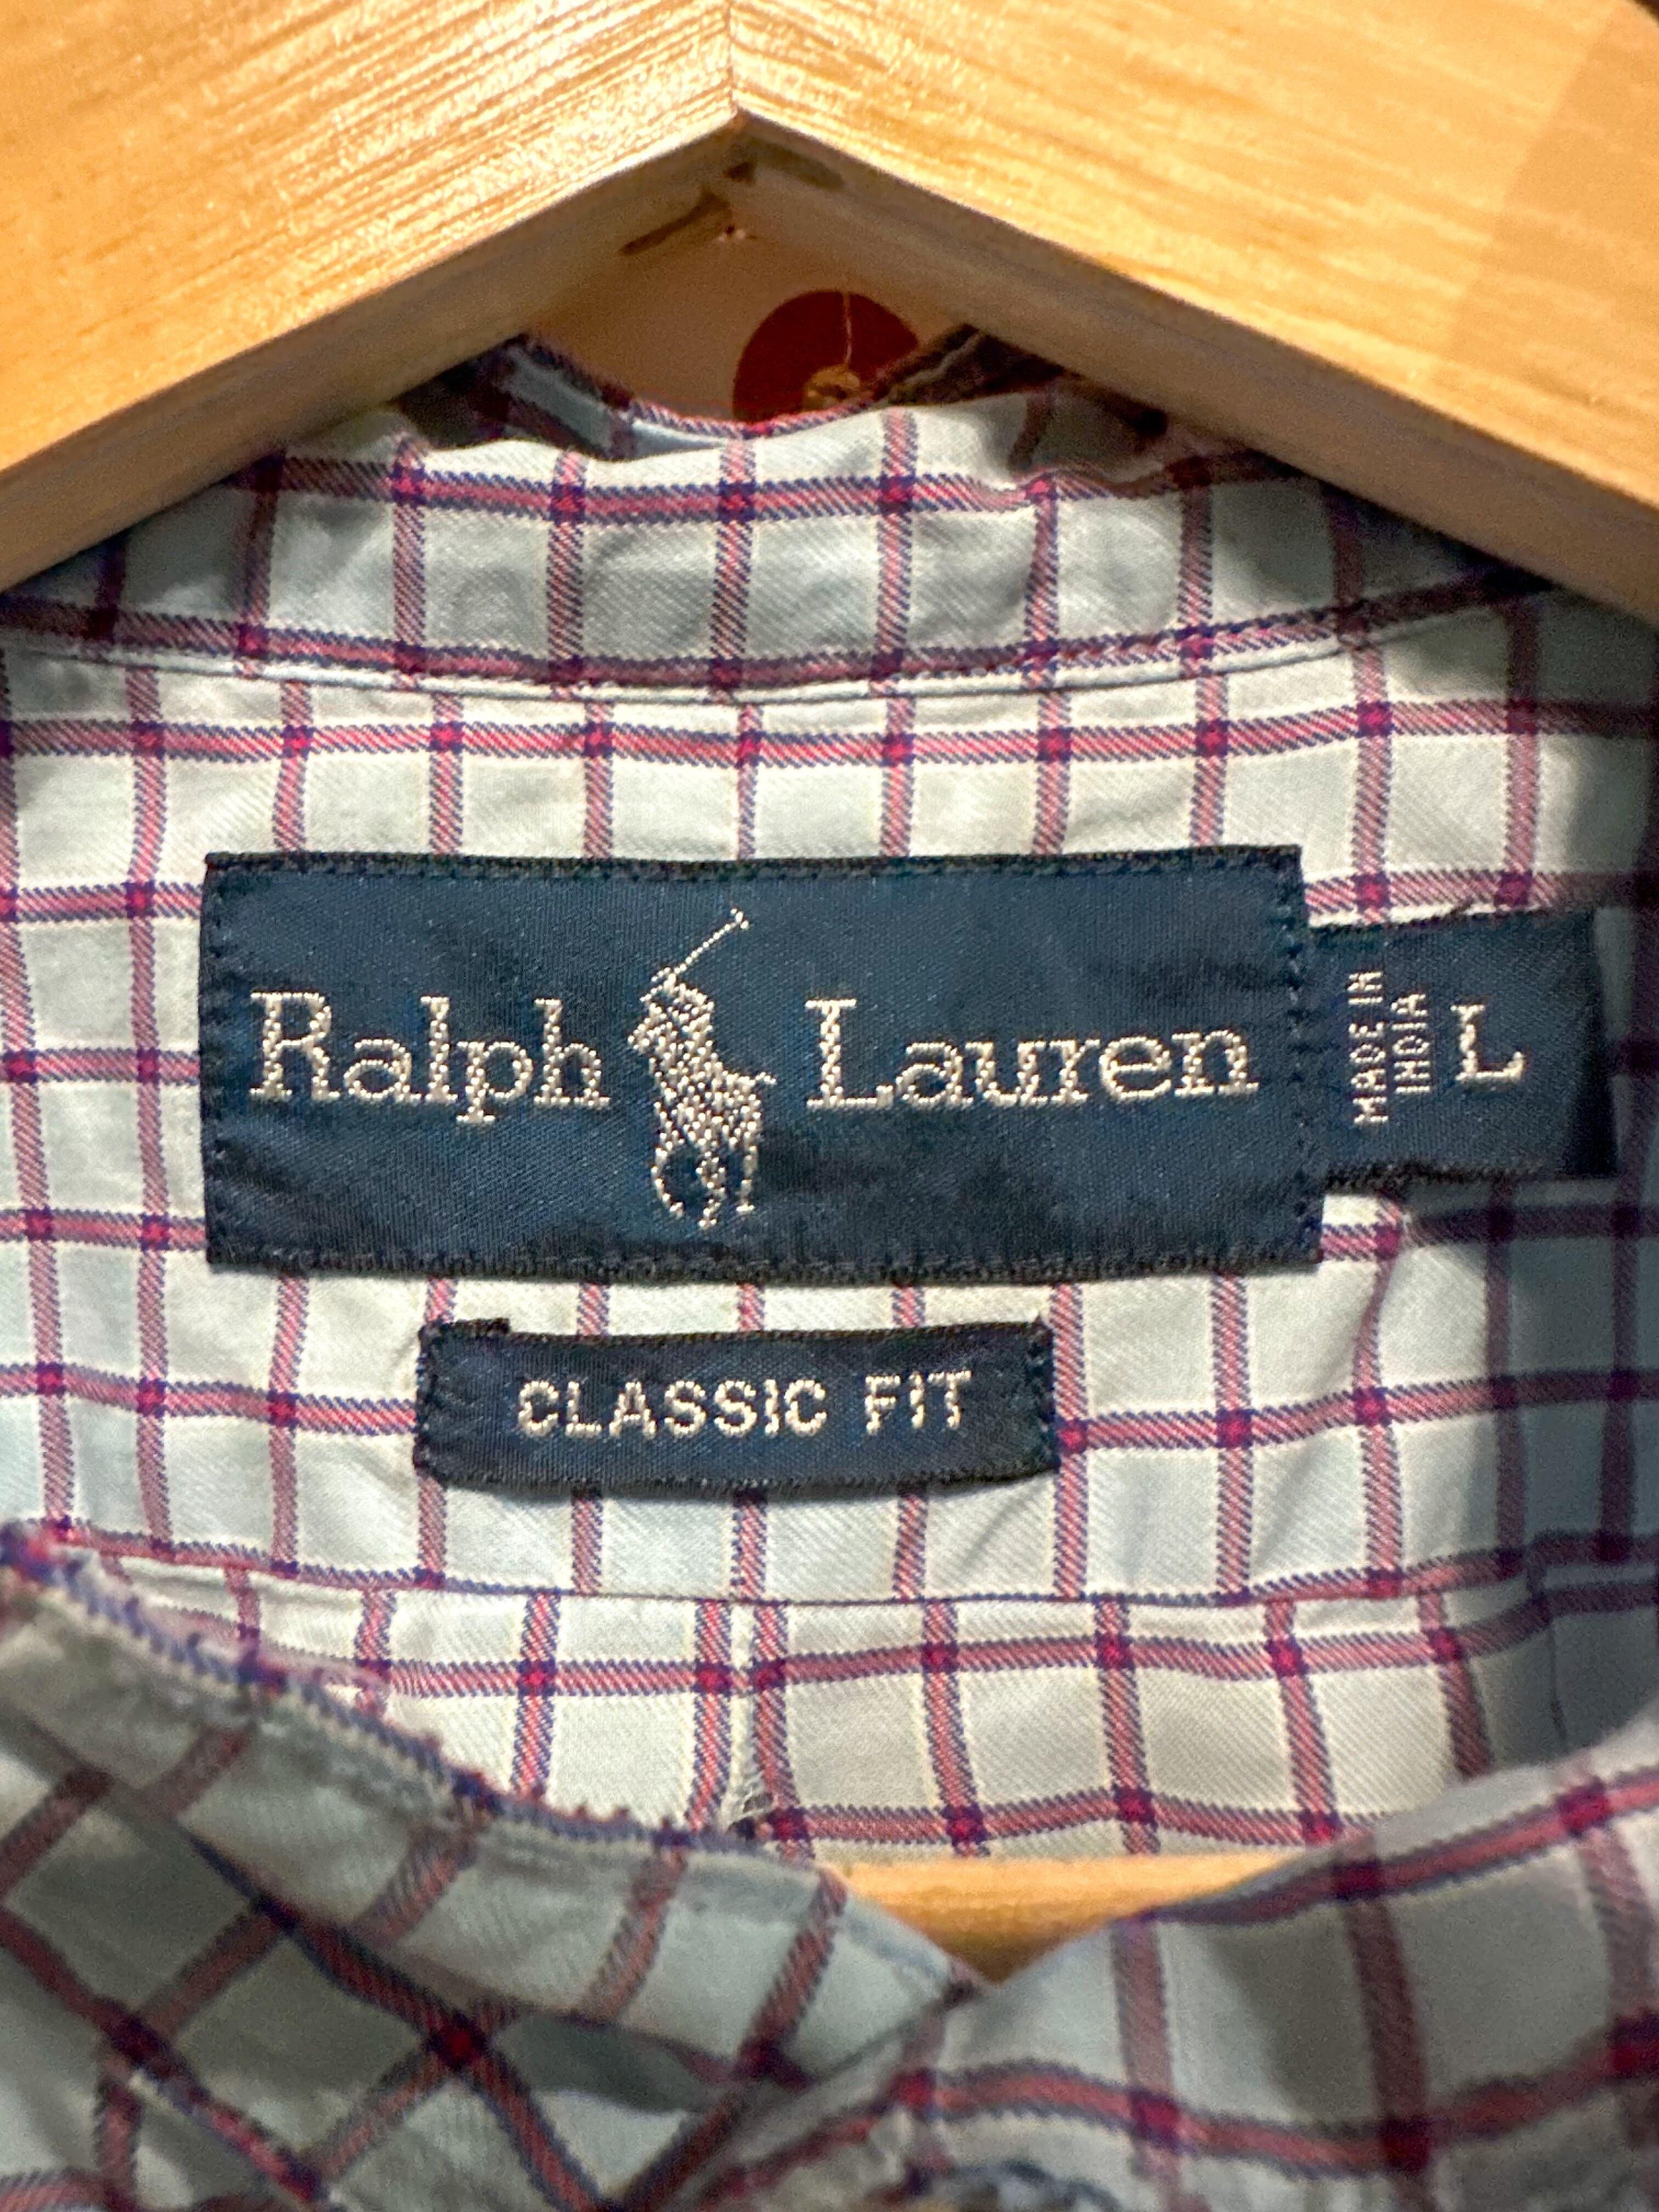 Ralph Lauren
MADE IN
INDIA
L
CLASSIC FIT